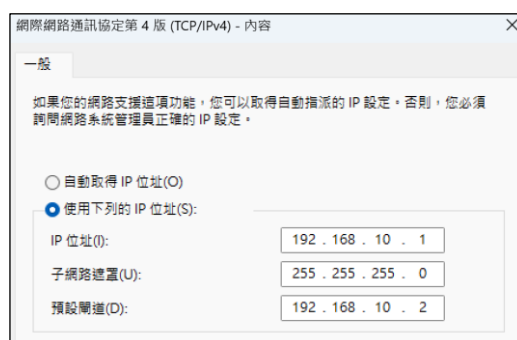 網際網路通訊協定第 4 版 (TCP/IPv4) - 內容
一般
如果您的網路支援這項功能，您可以取得自動指派的 IP 設定。否則，您必須
詢問網路系統管理員正確的 IP 設定。
自動取得 IP 位址(O)
使用下列的 IP 位址(S):
IP 位址(I): 192 . 168 . 10 . 1
子網路遮罩(U): 255 . 255 . 255 . 0
預設閘道(D): 192 . 168 . 10 . 2